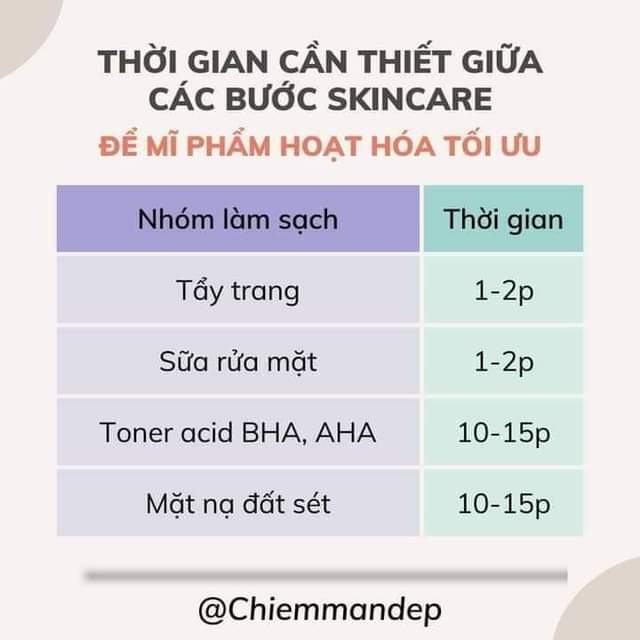 THỜI GIAN CẦN THIẾT GIỮA
CÁC BƯỚC SKINCARE
ĐỂ MĨ PHẨM HOẠT HÓA TỐI ƯU
Nhóm làm sạch Thời gian
Tẩy trang 1-2p
Sữa rửa mặt 1-2p
Toner acid BHA, AHA 10-15p
Mặt nạ đất sét 10-15p
@Chiemmandep